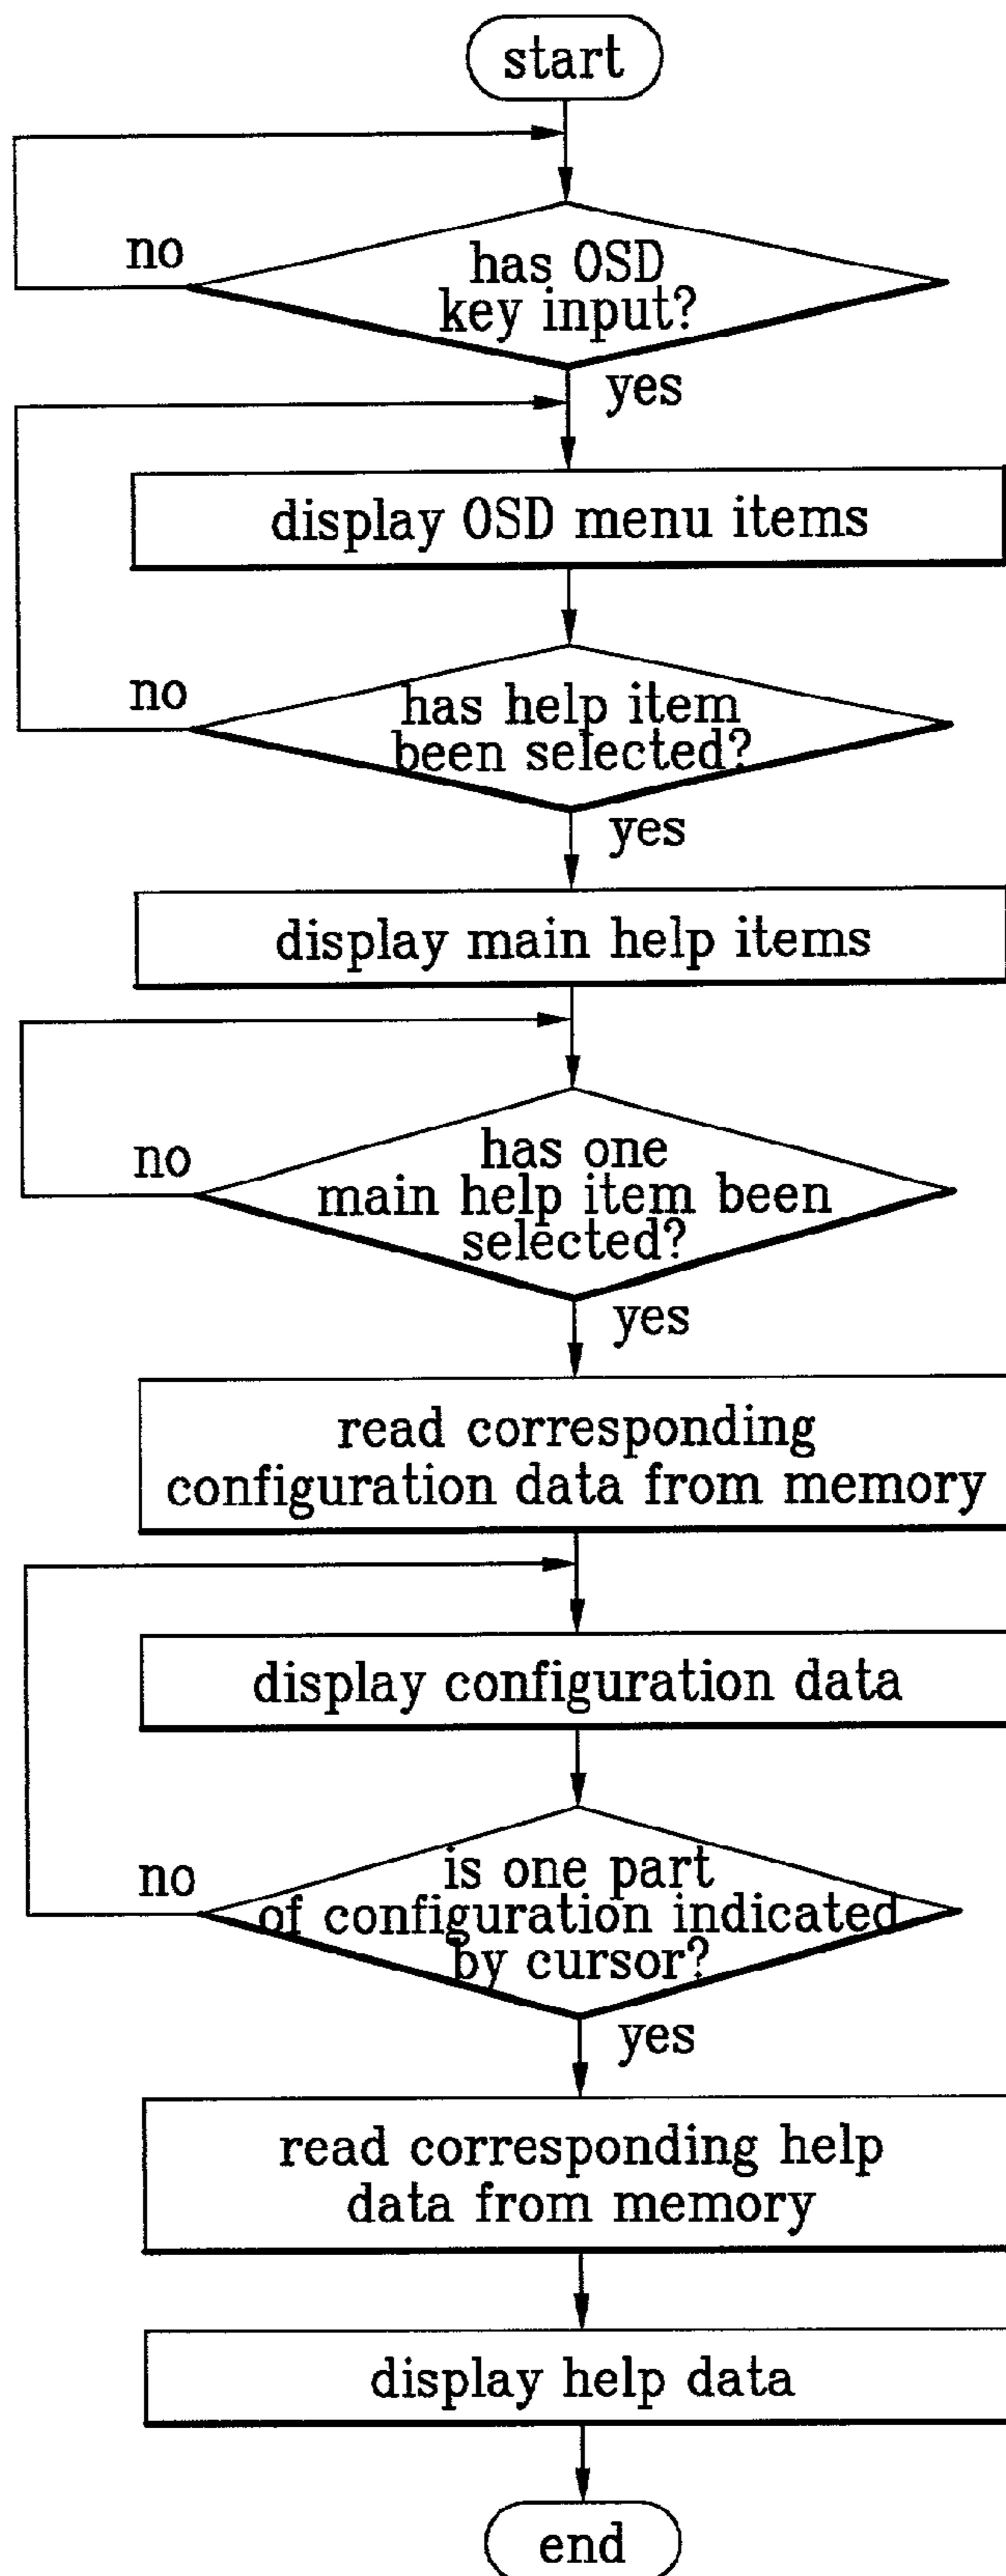 start
no
has OSD
key input?
yes
display OSD menu items
no
has help item
been selected?
yes
display main help items
no
has one
main help item been
selected?
yes
read corresponding
configuration data from memory
display configuration data
no
is one part
of configuration indicated
by cursor?
yes
read corresponding help
data from memory
display help data
end